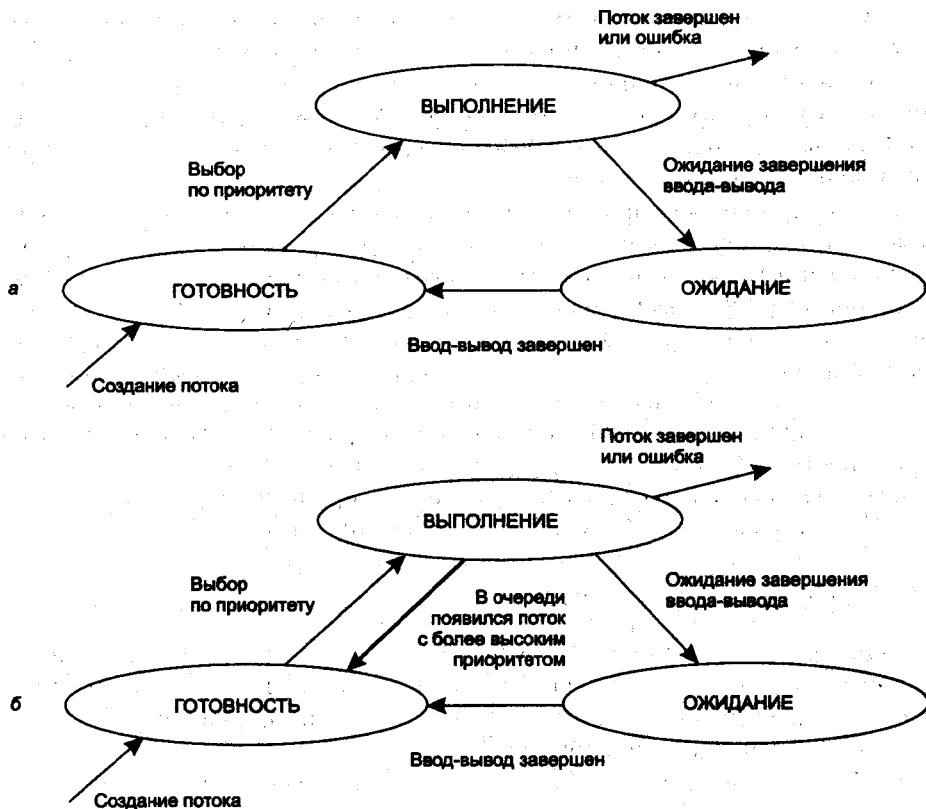 Поток завершен
или ошибка
ВЫПОЛНЕНИЕ
Выбор
по приоритету
Ожидание завершения
ввода-вывода
а
ГОТОВНОСТЬ
ОЖИДАНИЕ
Ввод-вывод завершен
Создание потока
Поток завершен
или ошибка
ВЫПОЛНЕНИЕ
Выбор
по приоритету
В очереди
появился поток
с более высоким
приоритетом
Ожидание завершения
ввода-вывода
б
ГОТОВНОСТЬ
ОЖИДАНИЕ
Ввод-вывод завершен
Создание потока